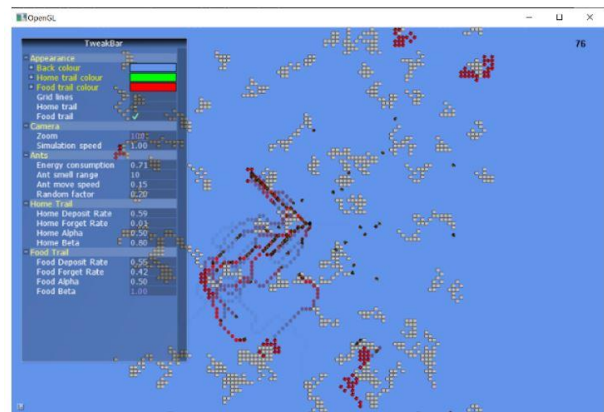 OpenGL
76
TweakBar
Appearance
Back colour
Home trail colour
Food trail colour
Grid lines
Home trail
Food trail
Camera
Zoom
Simulation speed 1.00
Ants
Energy consumption 0.71
Ant smell range 10
Ant move speed 0.15
Random factor 0.20
Home Trail
Home Deposit Rate 0.59
Home Forget Rate 0.01
Home Alpha 0.50
Home Beta 0.80
Food Trail
Food Deposit Rate 0.55
Food Forget Rate 0.42
Food Alpha 0.50
Food Beta 1.00